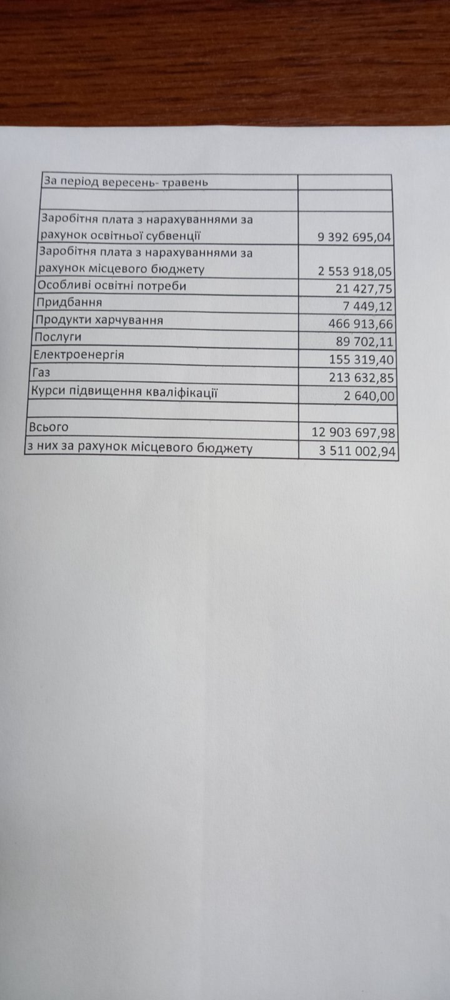 За період вересень- травень
Заробітня плата з нарахуваннями за
рахунок освітньої субвенції 9 392 695,04
Заробітня плата з нарахуваннями за
рахунок місцевого бюджету 2 553 918,05
Особливі освітні потреби 21 427,75
Придбання 7 449,12
Продукти харчування 466 913,66
Послуги 89 702,11
Електроенергія 155 319,40
Газ 213 632,85
Курси підвищення кваліфікації 2 640,00
Всього 12 903 697,98
з них за рахунок місцевого бюджету 3 511 002,94